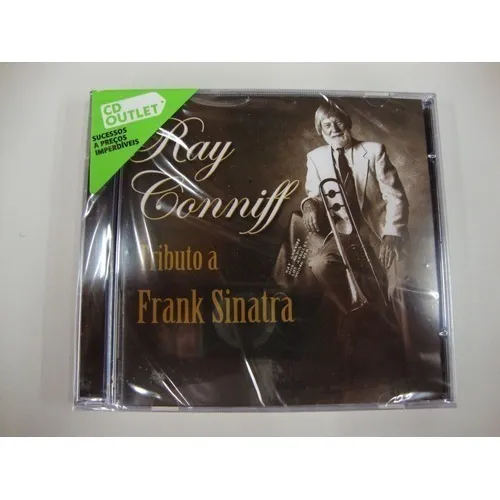 CD
OUTLET
SUCESSOS
A PREÇOS
IMPERDÍVEIS
Ray
Conniff
Tributo a
Frank Sinatra